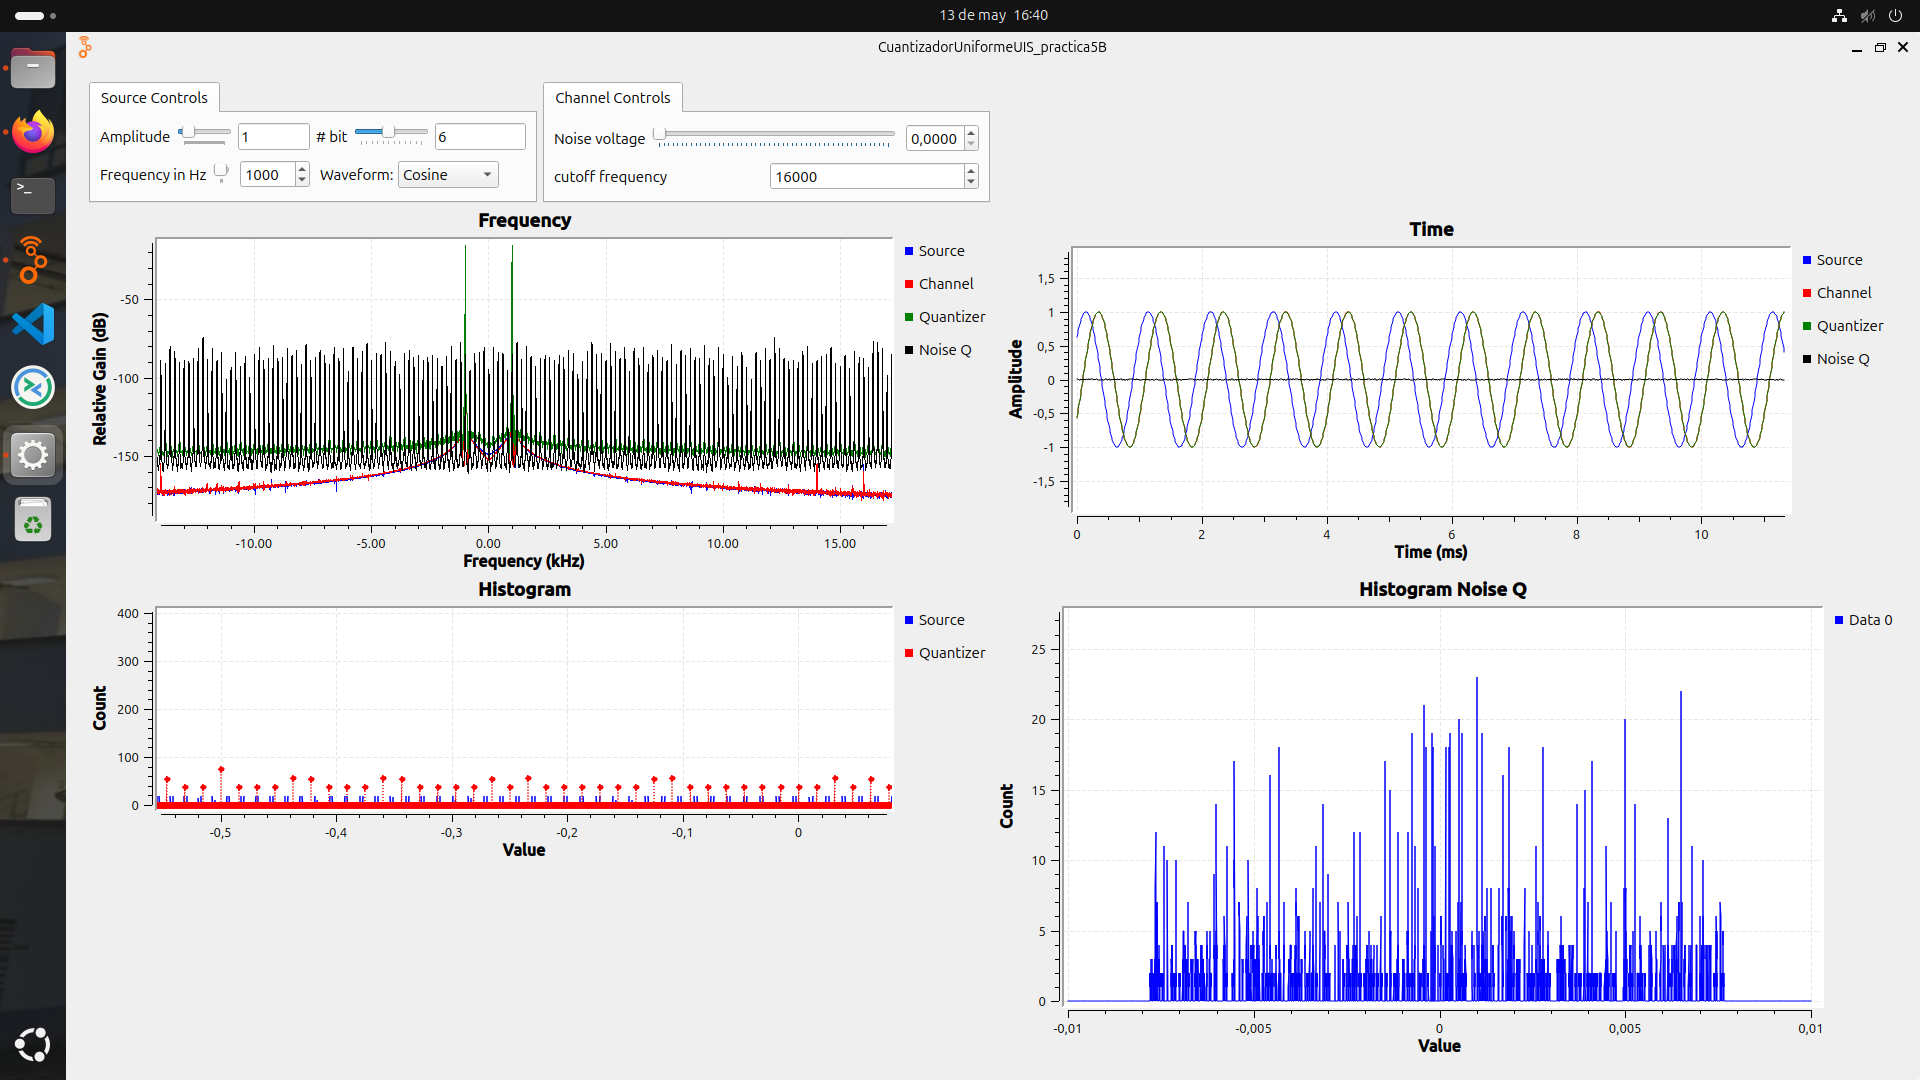 13 de may  16:40
CuantizadorUniformeUIS_practica5B
Source Controls
Amplitude 1 # bit 6
Frequency in Hz 1000 Waveform: Cosine
Channel Controls
Noise voltage 0,0000
cutoff frequency 16000
Frequency
Relative Gain (dB)
-50
-100
-150
-10.00 -5.00 0.00 5.00 10.00 15.00
Frequency (kHz)
Source
Channel
Quantizer
Noise Q
Time
Amplitude
1,5
1
0,5
0
-0,5
-1
-1,5
0 2 4 6 8 10
Time (ms)
Source
Channel
Quantizer
Noise Q
Histogram
Count
400
300
200
100
0
-0,5 -0,4 -0,3 -0,2 -0,1 0
Value
Source
Quantizer
Histogram Noise Q
Count
25
20
15
10
5
0
-0,01 -0,005 0 0,005 0,01
Value
Data 0